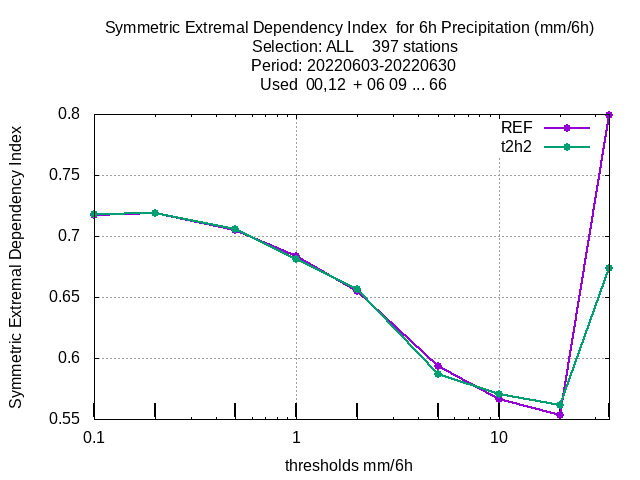 Symmetric Extremal Dependency Index for 6h Precipitation (mm/6h)
Selection: ALL 397 stations
Period: 20220603-20220630
Used 00,12 + 06 09 ... 66
Symmetric Extremal Dependency Index
0.8
0.75
0.7
0.65
0.6
0.55
REF
t2h2
0.1 1 10
thresholds mm/6h